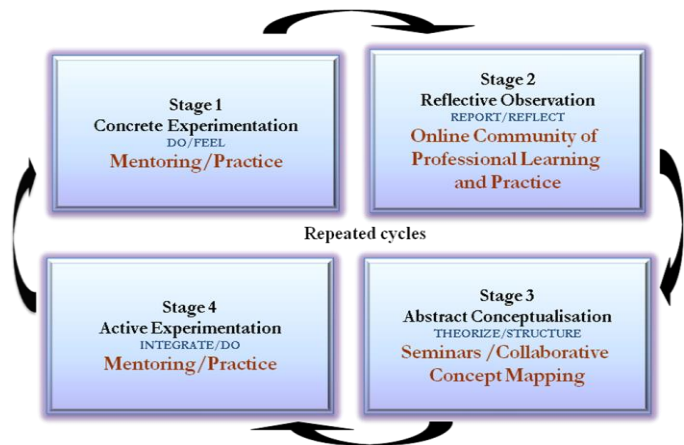 Stage 1
Concrete Experimentation
DO/FEEL
Mentoring/Practice
Stage 2
Reflective Observation
REPORT/REFLECT
Online Community of
Professional Learning
and Practice
Repeated cycles
Stage 4
Active Experimentation
INTEGRATE/DO
Mentoring/Practice
Stage 3
Abstract Conceptualisation
THEORIZE/STRUCTURE
Seminars /Collaborative
Concept Mapping